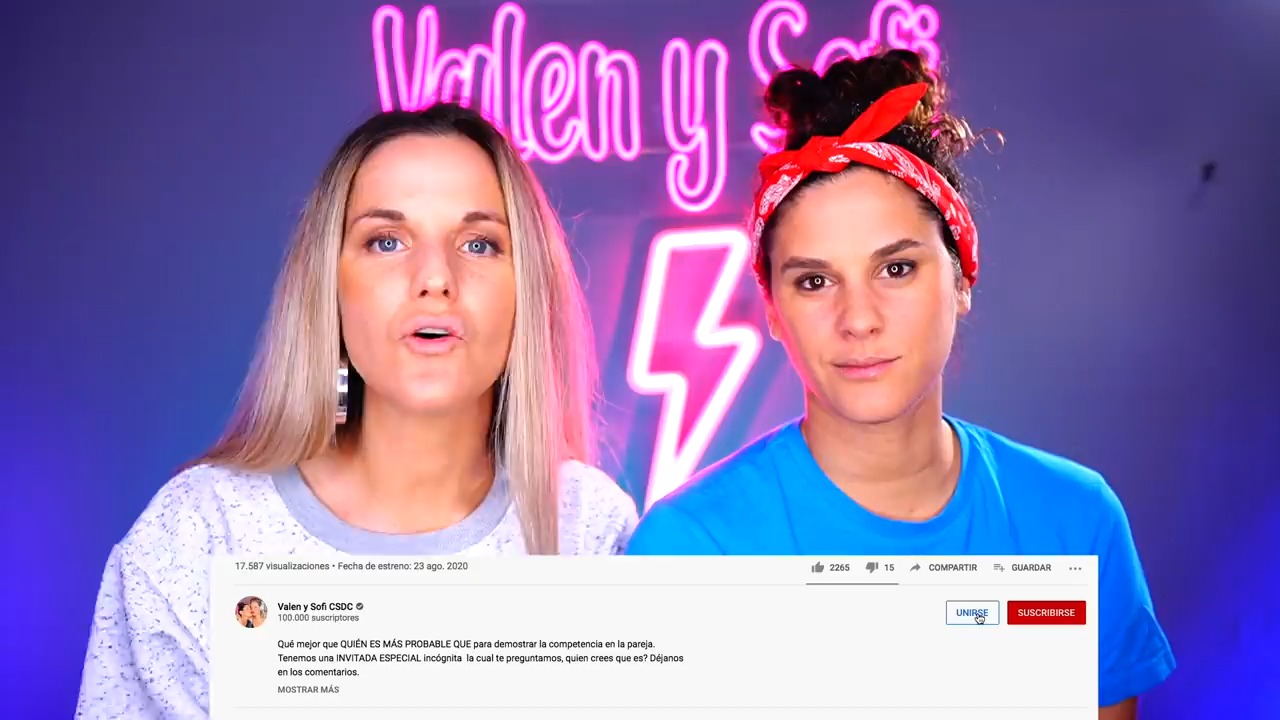 Valen y Sofi
17.587 visualizaciones • Fecha de estreno: 23 ago. 2020
2265
15
COMPARTIR
GUARDAR
Valen y Sofi CSDC
100.000 suscriptores
UNIRSE
SUSCRIBIRSE
Qué mejor que QUIÉN ES MÁS PROBABLE QUE para demostrar la competencia en la pareja.
Tenemos una INVITADA ESPECIAL incógnita la cual te preguntamos, quien crees que es? Déjanos
en los comentarios.
MOSTRAR MÁS